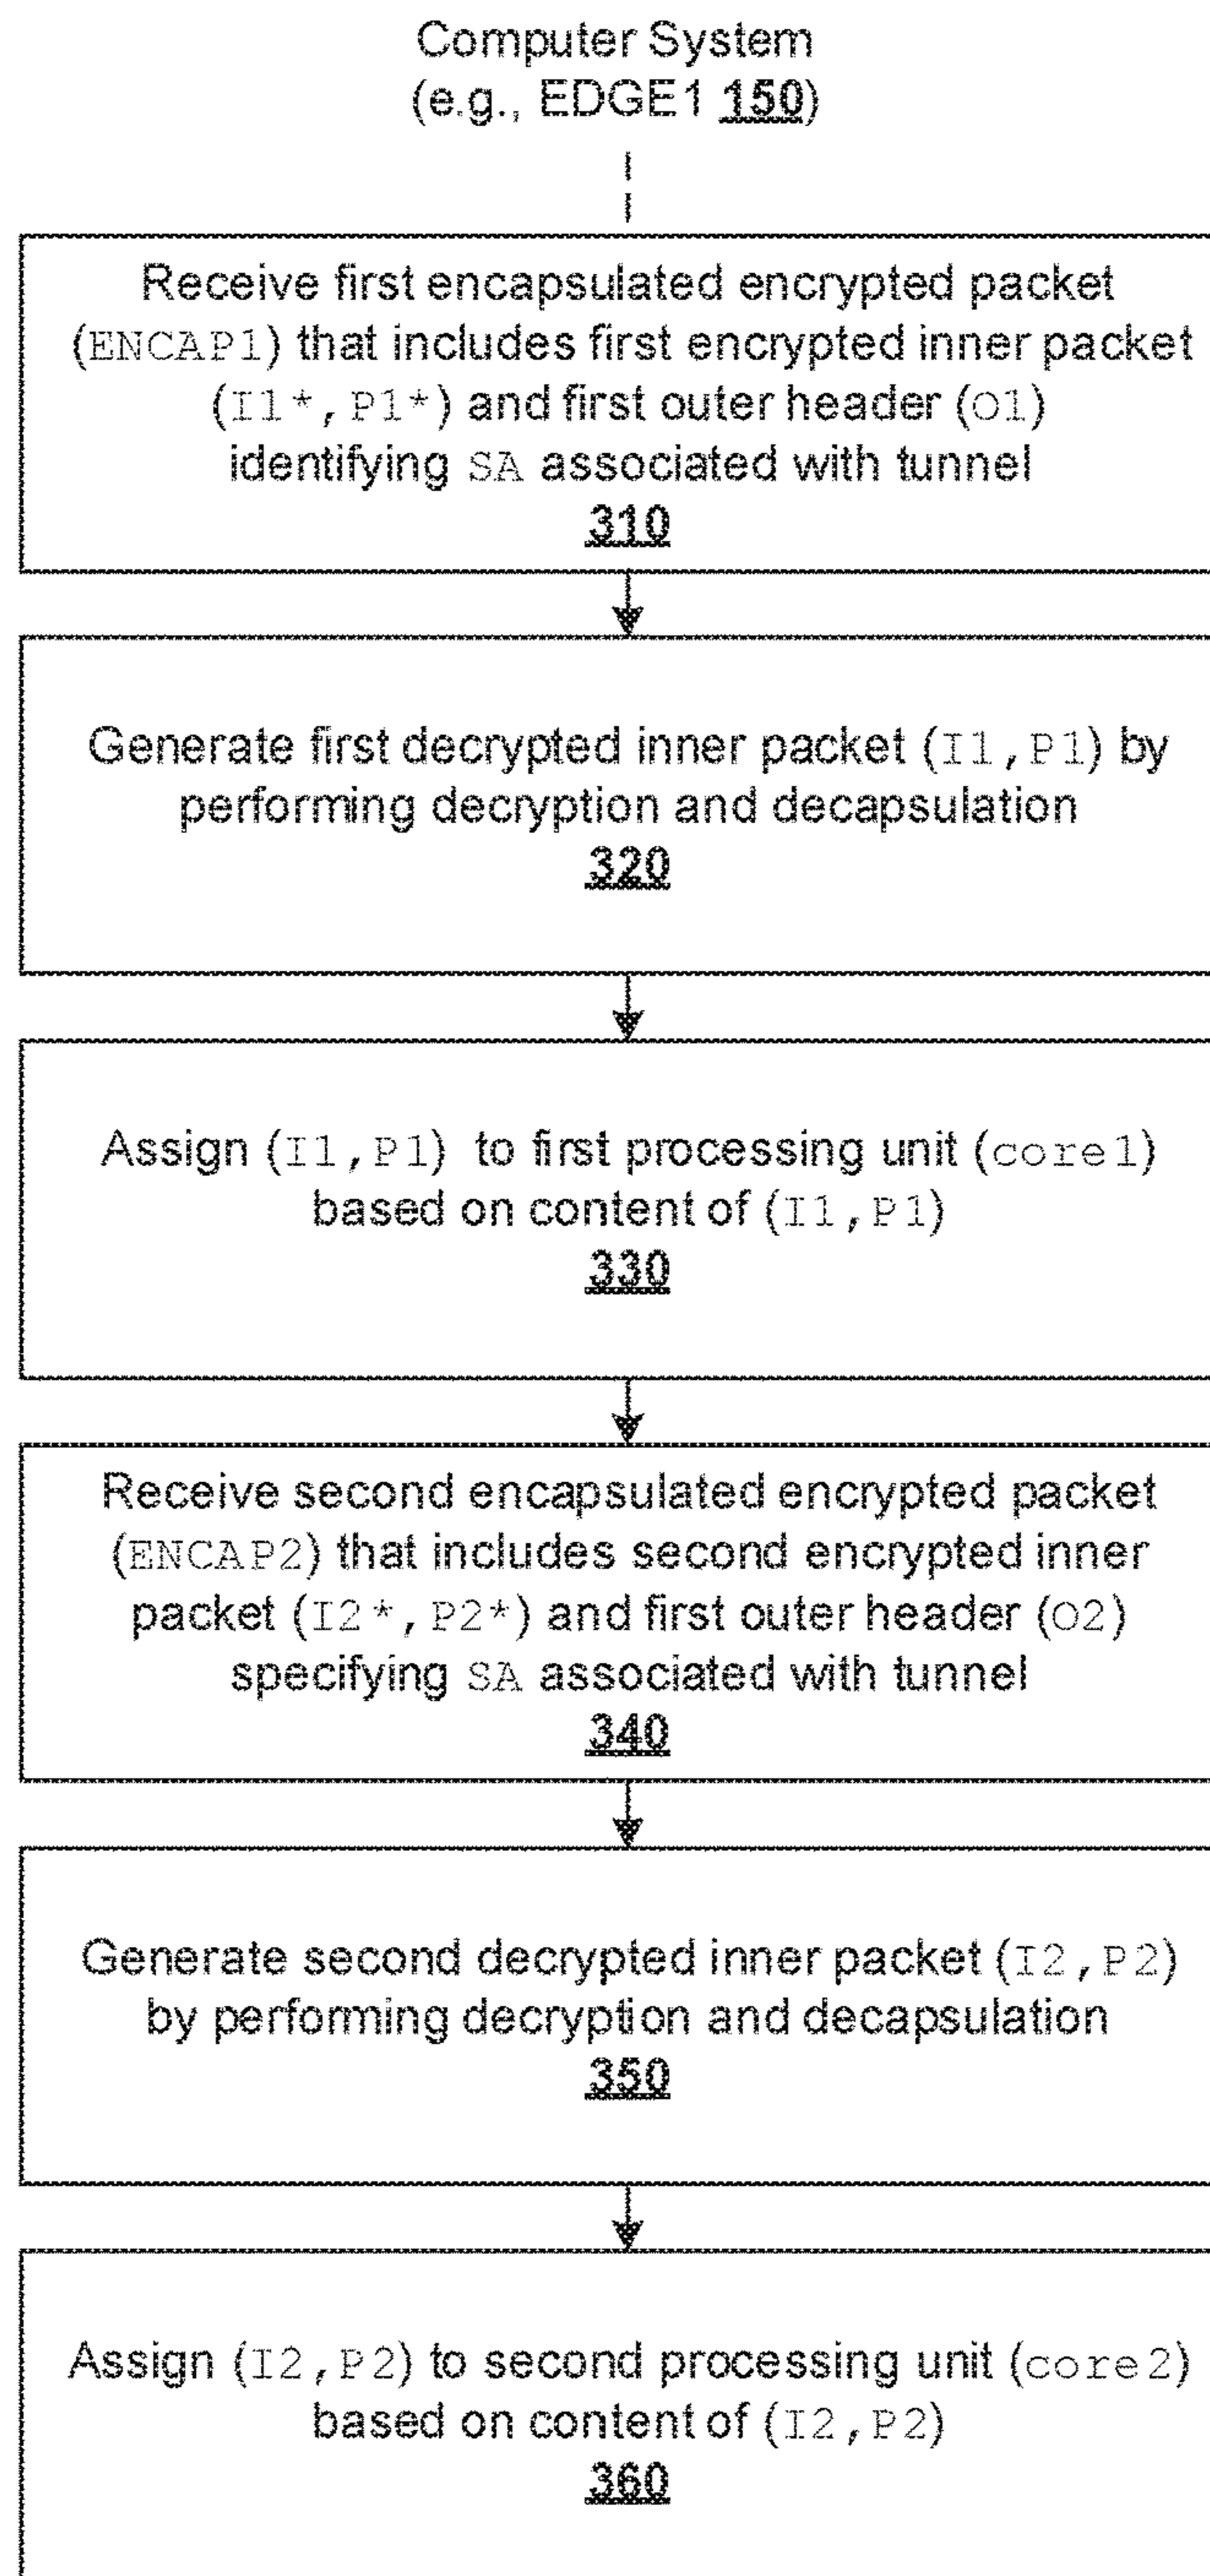 Computer System
(e.g., EDGE1 150)
Receive first encapsulated encrypted packet
(ENCAP1) that includes first encrypted inner packet
(I1*, P1*) and first outer header (O1)
identifying SA associated with tunnel
310
Generate first decrypted inner packet (I1,P1) by
performing decryption and decapsulation
320
Assign (I1,P1) to first processing unit (core1)
based on content of (I1,P1)
330
Receive second encapsulated encrypted packet
(ENCAP2) that includes second encrypted inner
packet (I2*, P2*) and first outer header (O2)
specifying SA associated with tunnel
340
Generate second decrypted inner packet (I2,P2)
by performing decryption and decapsulation
350
Assign (I2,P2) to second processing unit (core2)
based on content of (I2,P2)
360